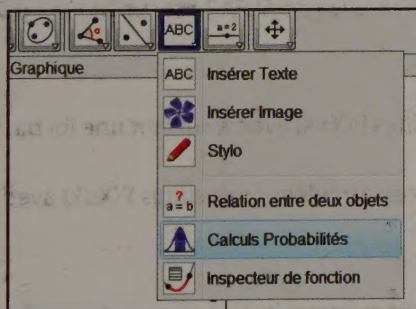 ABC
a=2
Graphique
ABC Insérer Texte
Insérer Image
Stylo
a=b Relation entre deux objets
Calculs Probabilités
Inspecteur de fonction